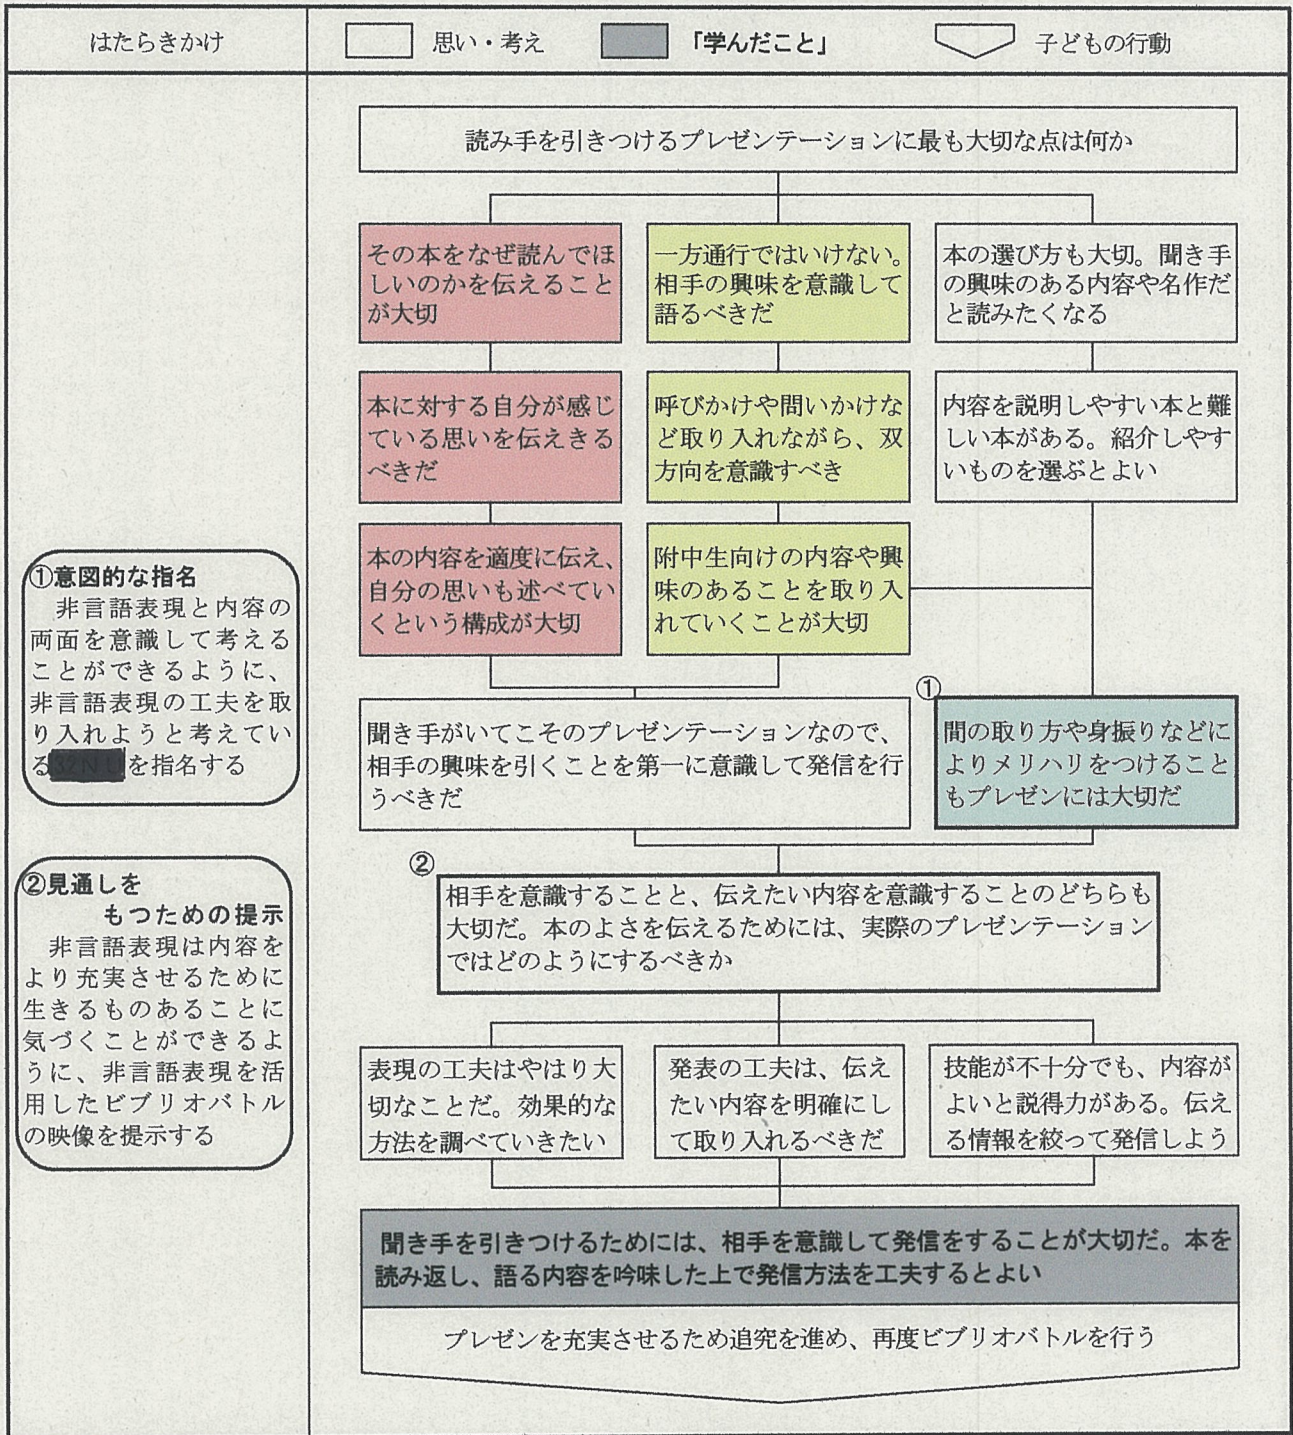 はたらきかけ
思い・考え
「学んだこと」
子どもの行動
読み手を引きつけるプレゼンテーションに最も大切な点は何か
その本をなぜ読んでほ
しいのかを伝えること
が大切
一方通行ではいけない。
相手の興味を意識して
語るべきだ
本の選び方も大切。聞き手
の興味のある内容や名作だ
と読みたくなる
本に対する自分が感じ
ている思いを伝えきる
べきだ
呼びかけや問いかけな
ど取り入れながら、双
方向を意識すべき
内容を説明しやすい本と難
しい本がある。紹介しやす
いものを選ぶとよい
本の内容を適度に伝え、
自分の思いも述べてい
くという構成が大切
附中生向けの内容や興
味のあることを取り入
れていくことが大切
①意図的な指名
非言語表現と内容の
両面を意識して考える
ことができるように、
非言語表現の工夫を取
り入れようと考えてい
る を指名する
聞き手がいてこそのプレゼンテーションなので、
相手の興味を引くことを第一に意識して発信を行
うべきだ
①
間の取り方や身振りなどに
よりメリハリをつけること
もプレゼンには大切だ
②見通しを
もつための提示
非言語表現は内容を
より充実させるために
生きるものあることに
気づくことができるよ
うに、非言語表現を活
用したビブリオバトル
の映像を提示する
②
相手を意識することと、伝えたい内容を意識することのどちらも
大切だ。本のよさを伝えるためには、実際のプレゼンテーション
ではどのようにするべきか
表現の工夫はやはり大
切なことだ。効果的な
方法を調べていきたい
発表の工夫は、伝え
たい内容を明確にし
て取り入れるべきだ
技能が不十分でも、内容が
よいと説得力がある。伝え
る情報を絞って発信しよう
聞き手を引きつけるためには、相手を意識して発信をすることが大切だ。本を
読み返し、語る内容を吟味した上で発信方法を工夫するとよい
プレゼンを充実させるため追究を進め、再度ビブリオバトルを行う